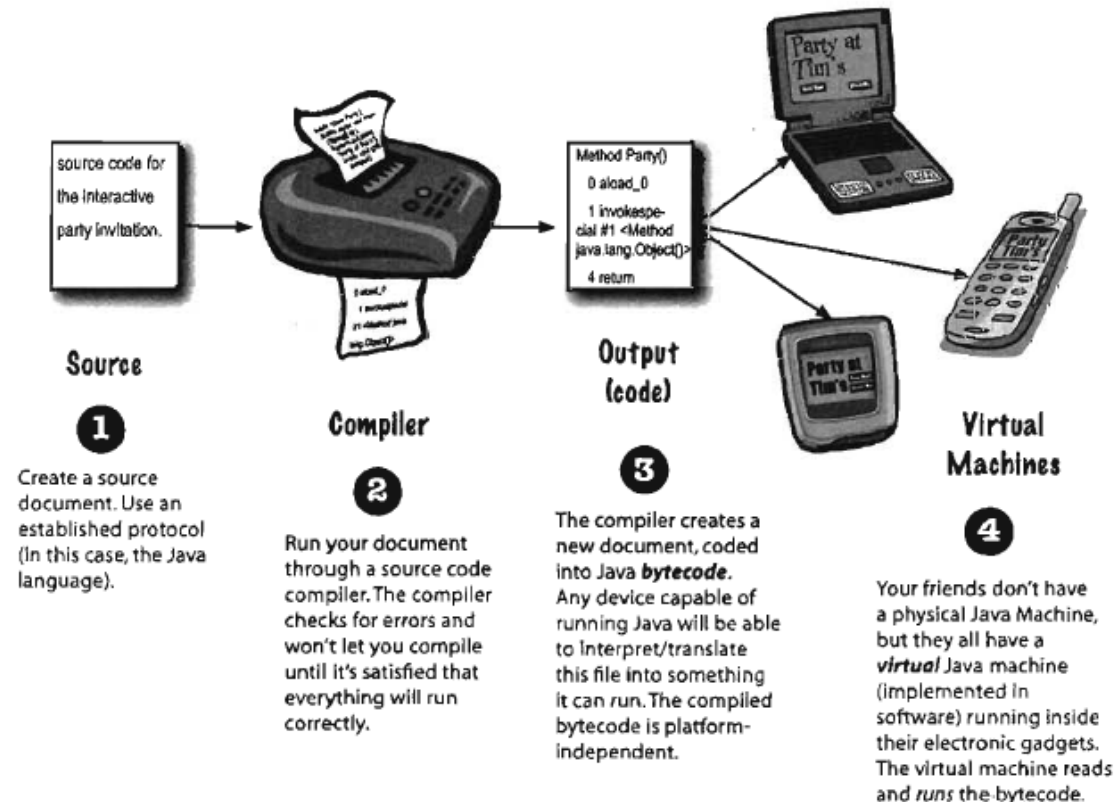 source code for
the interactive
party invitation.
Source
1
Create a source
document. Use an
established protocol
(In this case, the Java
language).
0 aload_0
1 invokespecial
Compiler
2
Run your document
through a source code
compiler. The compiler
checks for errors and
won't let you compile
until it's satisfied that
everything will run
correctly.
Method Party()
0 aload_0
1 invokespe-
cial #1 <Method
java.lang.Object()>
4 return
Output
(code)
3
The compiler creates a
new document, coded
into Java bytecode.
Any device capable of
running Java will be able
to interpret/translate
this file into something
it can run. The compiled
bytecode is platform-
independent.
Party at
Tim's
Party
Tim's
Party at
Tim's
Virtual
Machines
4
Your friends don't have
a physical Java Machine,
but they all have a
virtual Java machine
(implemented in
software) running inside
their electronic gadgets.
The virtual machine reads
and runs the bytecode.